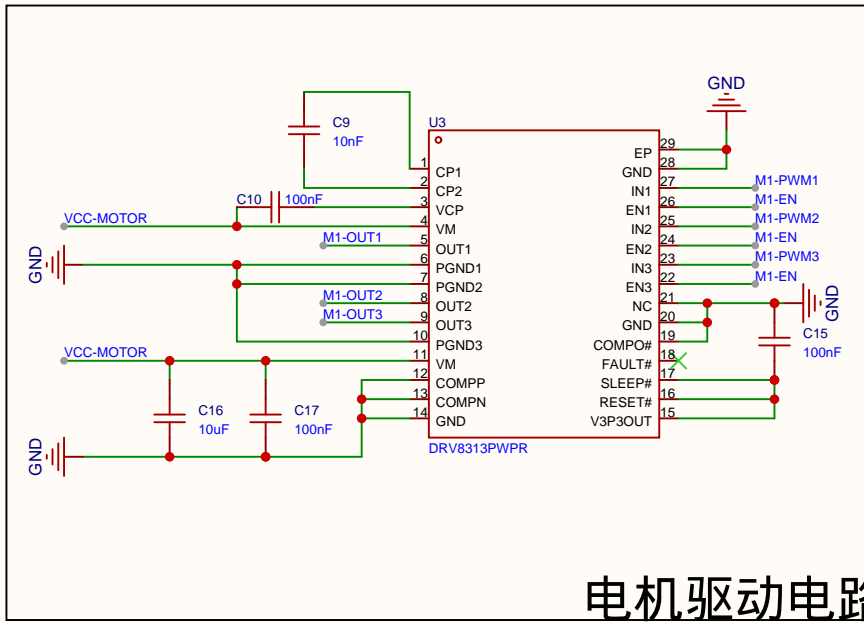 GND
U3
C9
10nF
1
CP1
2
CP2
C10
100nF
3
VCP
VCC-MOTOR
4
VM
M1-OUT1
5
OUT1
GND
6
PGND1
7
PGND2
M1-OUT2
8
OUT2
M1-OUT3
9
OUT3
10
PGND3
VCC-MOTOR
11
VM
12
COMPP
13
COMPN
14
GND
C16
10uF
C17
100nF
GND
DRV8313PWPR
EP
29
GND
28
IN1
27
M1-PWM1
EN1
26
M1-EN
IN2
25
M1-PWM2
EN2
24
M1-EN
IN3
23
M1-PWM3
EN3
22
M1-EN
NC
21
GND
GND
20
COMPO#
19
FAULT#
18
SLEEP#
17
RESET#
16
V3P3OUT
15
C15
100nF
电机驱动电路